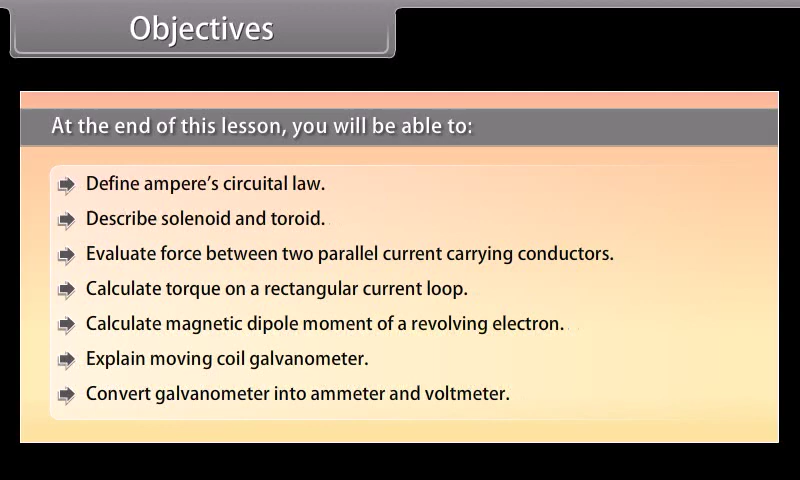 Objectives
At the end of this lesson, you will be able to:
Define ampere's circuital law.
Describe solenoid and toroid.
Evaluate force between two parallel current carrying conductors.
Calculate torque on a rectangular current loop.
Calculate magnetic dipole moment of a revolving electron.
Explain moving coil galvanometer.
Convert galvanometer into ammeter and voltmeter.